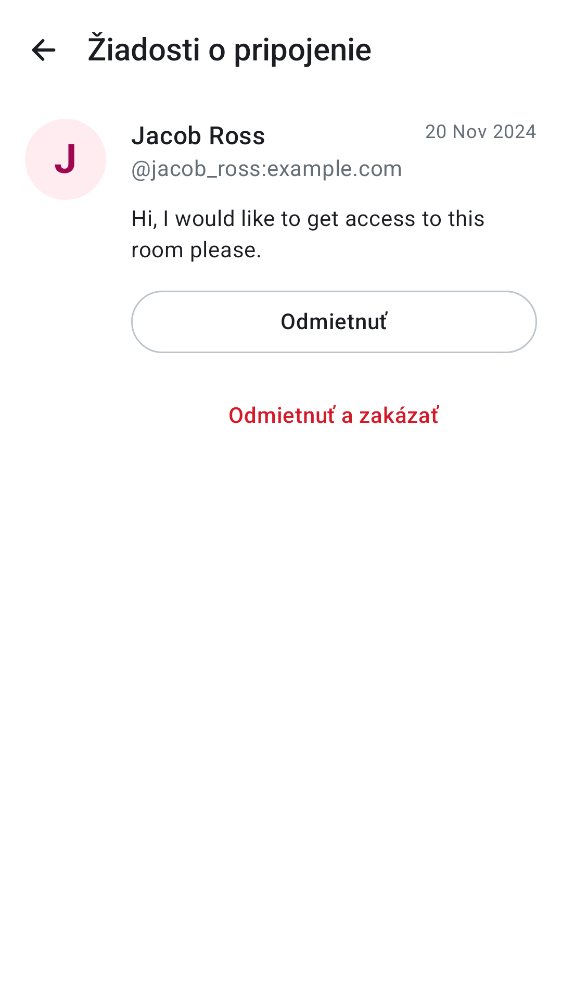 Žiadosti o pripojenie
J
Jacob Ross
20 Nov 2024
@jacob_ross:example.com
Hi, I would like to get access to this
room please.
Odmietnuť
Odmietnuť a zakázať